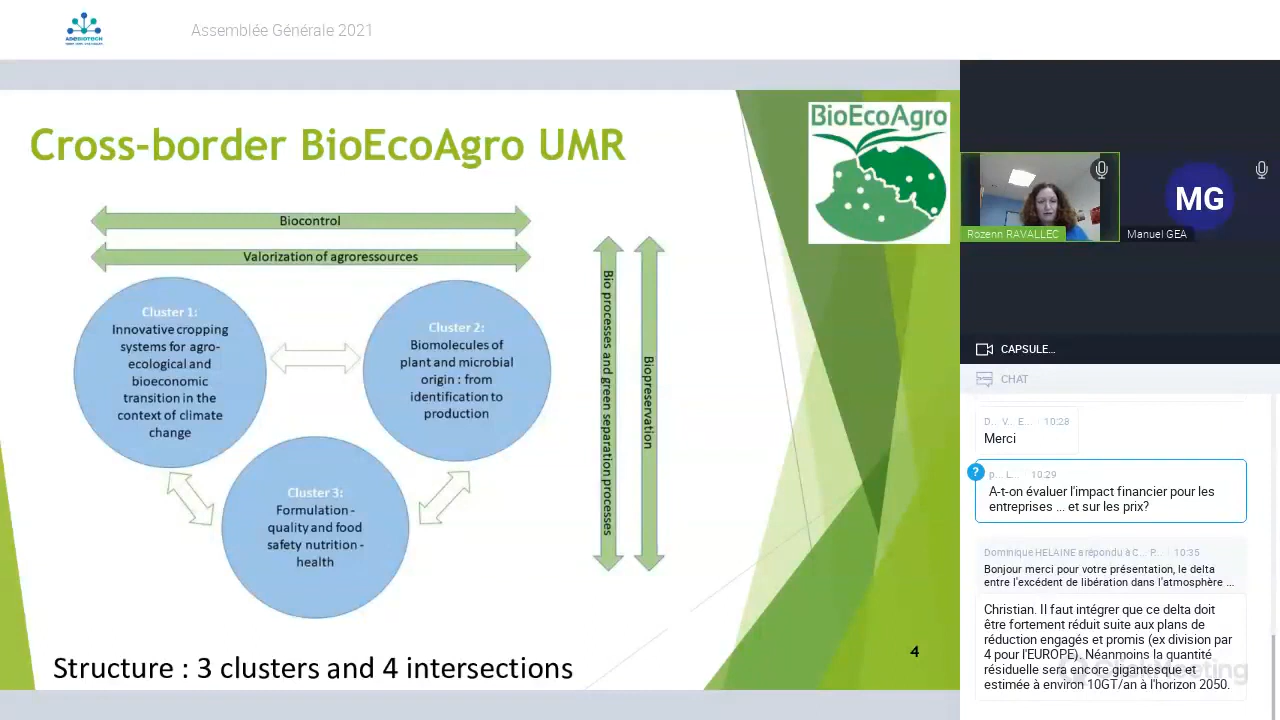 ADEBIOTECH
Assemblée Générale 2021
Cross-border BioEcoAgro UMR
BioEcoAgro
Biocontrol
Valorization of agroressources
Cluster 1:
Innovative cropping
systems for agro-
ecological and
bioeconomic
transition in the
context of climate
change
Cluster 2:
Biomolecules of
plant and microbial
origin : from
identification to
production
Cluster 3:
Formulation -
quality and food
safety nutrition -
health
Bio processes and green separation processes
Biopreservation
Structure : 3 clusters and 4 intersections
4
Rozenn RAVALLEC
MG
Manuel GEA
CAPSULE...
CHAT
D... V... E... 10:28
Merci
?
p... L... 10:29
A-t-on évaluer l'impact financier pour les
entreprises ... et sur les prix?
Dominique HELAINE a répondu à C... P... 10:35
Bonjour merci pour votre présentation, le delta
entre l'excédent de libération dans l'atmosphère ...
Christian. Il faut intégrer que ce delta doit
être fortement réduit suite aux plans de
réduction engagés et promis (ex division par
4 pour l'EUROPE). Néanmoins la quantité
résiduelle sera encore gigantesque et
estimée à environ 10GT/an à l'horizon 2050.